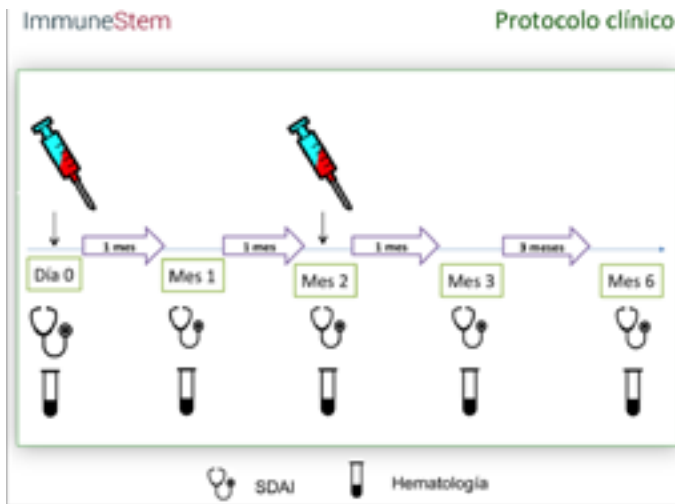 ImmuneStem
Protocolo clínico
1 mes
1 mes
1 mes
3 meses
Día 0
Mes 1
Mes 2
Mes 3
Mes 6
SDAI
Hematología